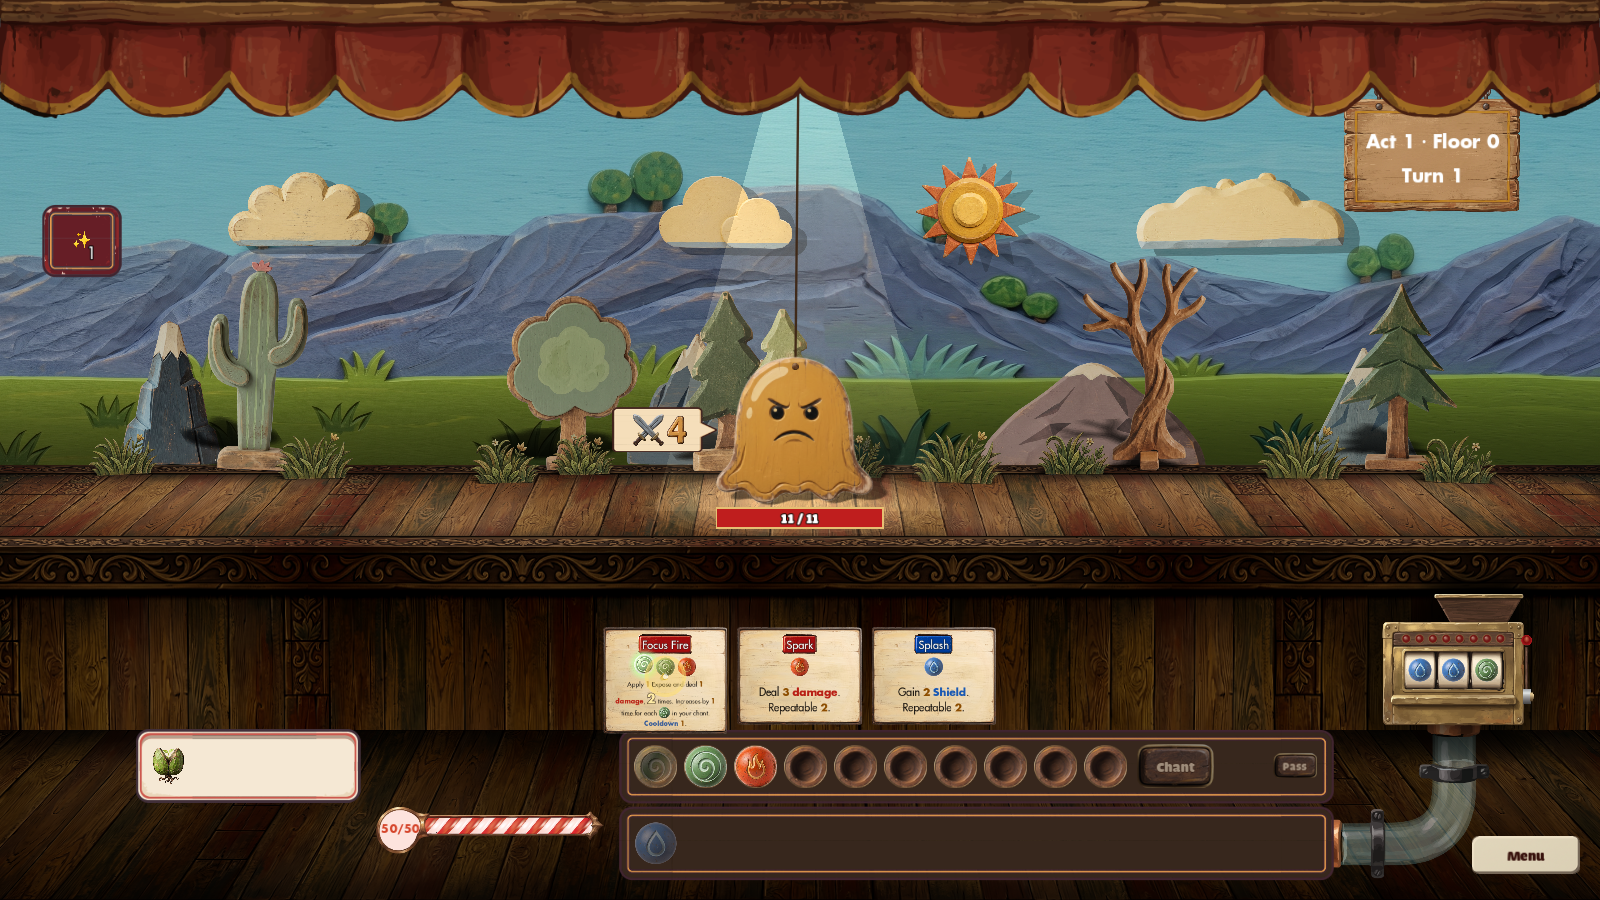 Act 1 · Floor 0
Turn 1
1
4
11 / 11
Focus Fire
Apply 1 Expose and deal 1
damage, 2 times. Increases by 1
time for each in your chant.
Cooldown 1.
Spark
Deal 3 damage.
Repeatable 2.
Splash
Gain 2 Shield.
Repeatable 2.
Chant
Pass
50/50
Menu